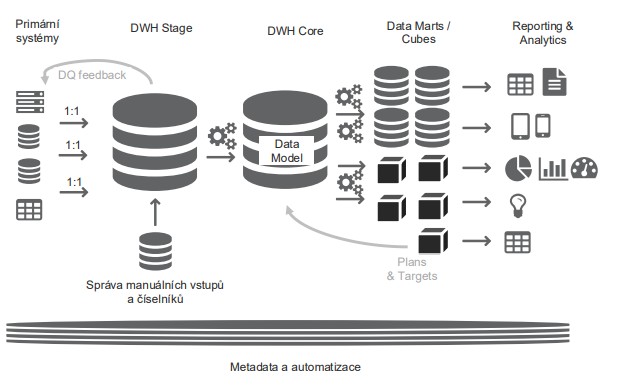 Primární
systémy
DWH Stage
DWH Core
Data Marts /
Cubes
Reporting &
Analytics
DQ feedback
1:1
1:1
1:1
Data
Model
Plans
& Targets
Správa manuálních vstupů
a číselníků
Metadata a automatizace